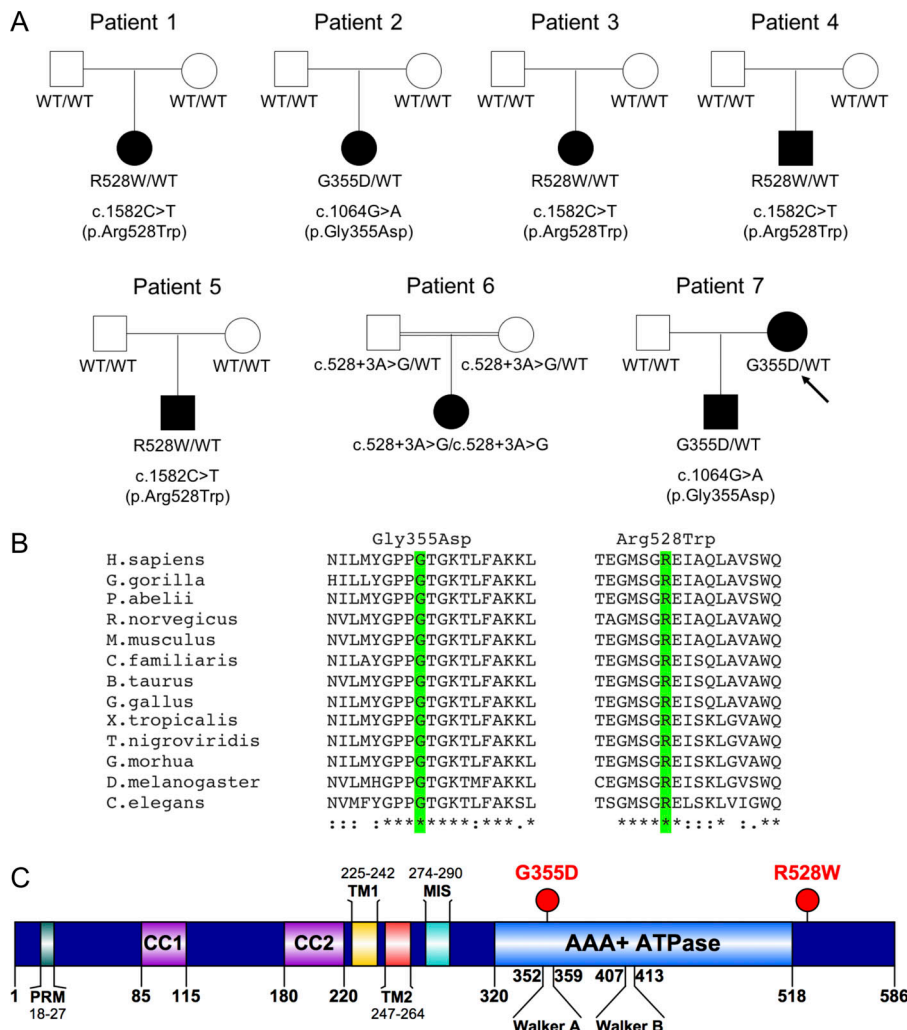 A
Patient 1
Patient 2
Patient 3
Patient 4
WT/WT WT/WT
WT/WT WT/WT
WT/WT WT/WT
WT/WT WT/WT
R528W/WT
G355D/WT
R528W/WT
R528W/WT
c.1582C>T
(p.Arg528Trp)
c.1064G>A
(p.Gly355Asp)
c.1582C>T
(p.Arg528Trp)
c.1582C>T
(p.Arg528Trp)
Patient 5
Patient 6
Patient 7
WT/WT WT/WT
c.528+3A>G/WT c.528+3A>G/WT
WT/WT G355D/WT
R528W/WT
c.528+3A>G/c.528+3A>G
G355D/WT
c.1582C>T
(p.Arg528Trp)
c.1064G>A
(p.Gly355Asp)
B
Gly355Asp Arg528Trp
H.sapiens NILMYGPPGTGKTLFAKKL TEGMSGREIAQLAVSWQ
G.gorilla HILLYGPPGTGKTLFAKKL TEGMSGREIAQLAVSWQ
P.abelii NILMYGPPGTGKTLFAKKL TEGMSGREIAQLAVSWQ
R.norvegicus NVLMYGPPGTGKTLFAKKL TAGMSGREIAQLAVAWQ
M.musculus NVLMYGPPGTGKTLFAKKL TEGMSGREIAQLAVAWQ
C.familiaris NILAYGPPGTGKTLFAKKL TEGMSGREISQLAVAWQ
B.taurus NVLMYGPPGTGKTLFAKKL TEGMSGREISQLAVAWQ
G.gallus NILMYGPPGTGKTLFAKKL TEGMSGREISQLAVAWQ
X.tropicalis NILMYGPPGTGKTLFAKKL TEGMSGREISKLGVAWQ
T.nigroviridis NILMYGPPGTGKTLFAKKL TEGMSGREISKLAVAWQ
G.morhua NILMYGPPGTGKTLFAKKL TEGMSGREISKLAVAWQ
D.melanogaster NVLMHGPPGTGKTMFAKKL CEGMSGREISKLGVSWQ
C.elegans NVMFYGPPGTGKTLFAKSL TSGMSGRELSKLVIGWQ
::: :********:***.* *****::.:*.:.**
C
225-242
TM1
274-290
MIS
G355D
R528W
CC1
CC2
AAA+ ATPase
1
PRM
18-27
85
115
180
220
TM2
247-264
320
352 359
Walker A
407 413
Walker B
518
586